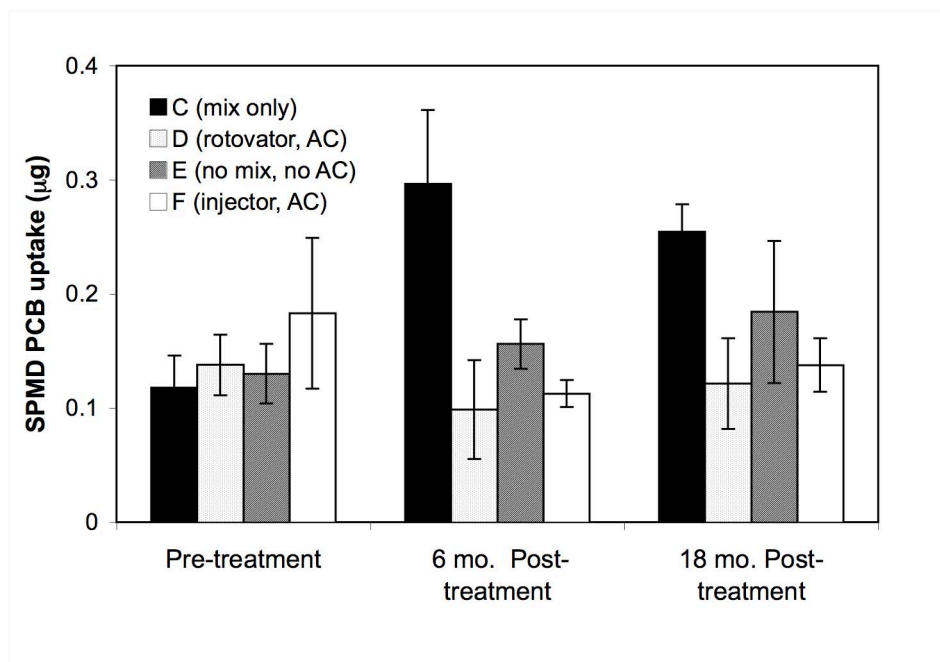 0.4
0.3
0.2
0.1
0
SPMD PCB uptake (μg)
C (mix only)
D (rotovator, AC)
E (no mix, no AC)
F (injector, AC)
Pre-treatment
6 mo. Post-
treatment
18 mo. Post-
treatment